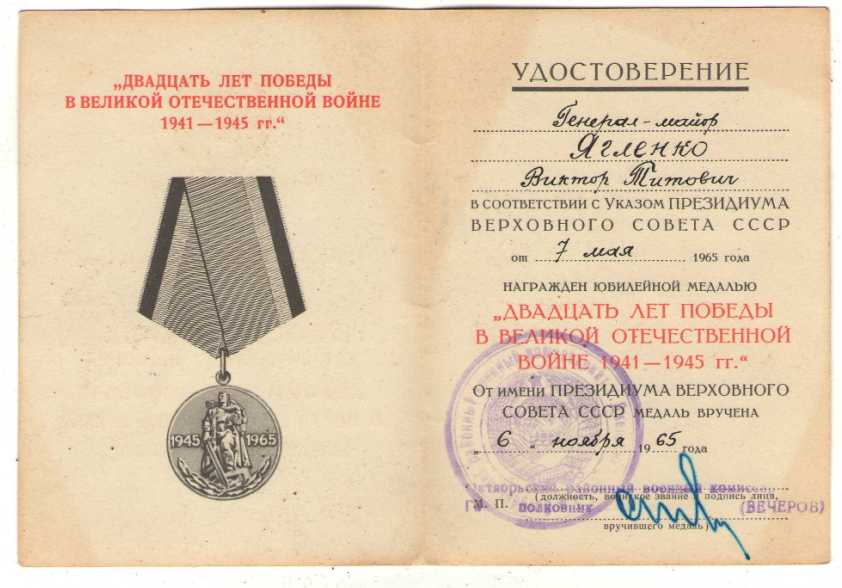 „ДВАДЦАТЬ ЛЕТ ПОБЕДЫ
В ВЕЛИКОЙ ОТЕЧЕСТВЕННОЙ ВОЙНЕ
1941—1945 гг.“
1945 1965
УДОСТОВЕРЕНИЕ
Генерал-майор
Ягленко
Виктор Титович
В СООТВЕТСТВИИ С УКАЗОМ ПРЕЗИДИУМА
ВЕРХОВНОГО СОВЕТА СССР
от 7 мая 1965 года
НАГРАЖДЕН ЮБИЛЕЙНОЙ МЕДАЛЬЮ
„ДВАДЦАТЬ ЛЕТ ПОБЕДЫ
В ВЕЛИКОЙ ОТЕЧЕСТВЕННОЙ
ВОЙНЕ 1941—1945 гг.“
От имени ПРЕЗИДИУМА ВЕРХОВНОГО
СОВЕТА СССР МЕДАЛЬ ВРУЧЕНА
„6“ ноября 1965 года
Октябрьский районный военный комиссар
М. П. (должность, воинское звание и подпись лица,
полковник (ВЕЧЕРОВ)
вручившего медаль)